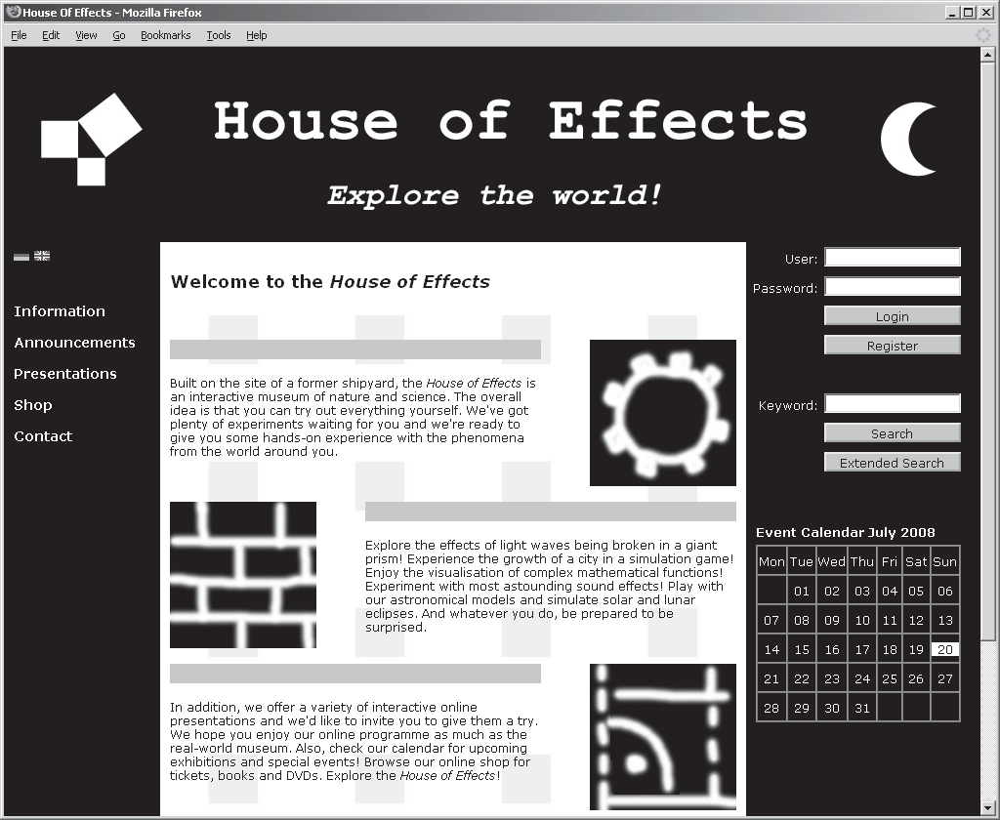 House Of Effects - Mozilla Firefox
File Edit View Go Bookmarks Tools Help
House of Effects
Explore the world!
Information
Announcements
Presentations
Shop
Contact
Welcome to the House of Effects
Built on the site of a former shipyard, the House of Effects is
an interactive museum of nature and science. The overall
idea is that you can try out everything yourself. We've got
plenty of experiments waiting for you and we're ready to
give you some hands-on experience with the phenomena
from the world around you.
Explore the effects of light waves being broken in a giant
prism! Experience the growth of a city in a simulation game!
Enjoy the visualisation of complex mathematical functions!
Experiment with most astounding sound effects! Play with
our astronomical models and simulate solar and lunar
eclipses. And whatever you do, be prepared to be
surprised.
In addition, we offer a variety of interactive online
presentations and we'd like to invite you to give them a try.
We hope you enjoy our online programme as much as the
real-world museum. Also, check our calendar for upcoming
exhibitions and special events! Browse our online shop for
tickets, books and DVDs. Explore the House of Effects!
User:
Password:
Login
Register
Keyword:
Search
Extended Search
Event Calendar July 2008
Mon Tue Wed Thu Fri Sat Sun
01 02 03 04 05 06
07 08 09 10 11 12 13
14 15 16 17 18 19 20
21 22 23 24 25 26 27
28 29 30 31